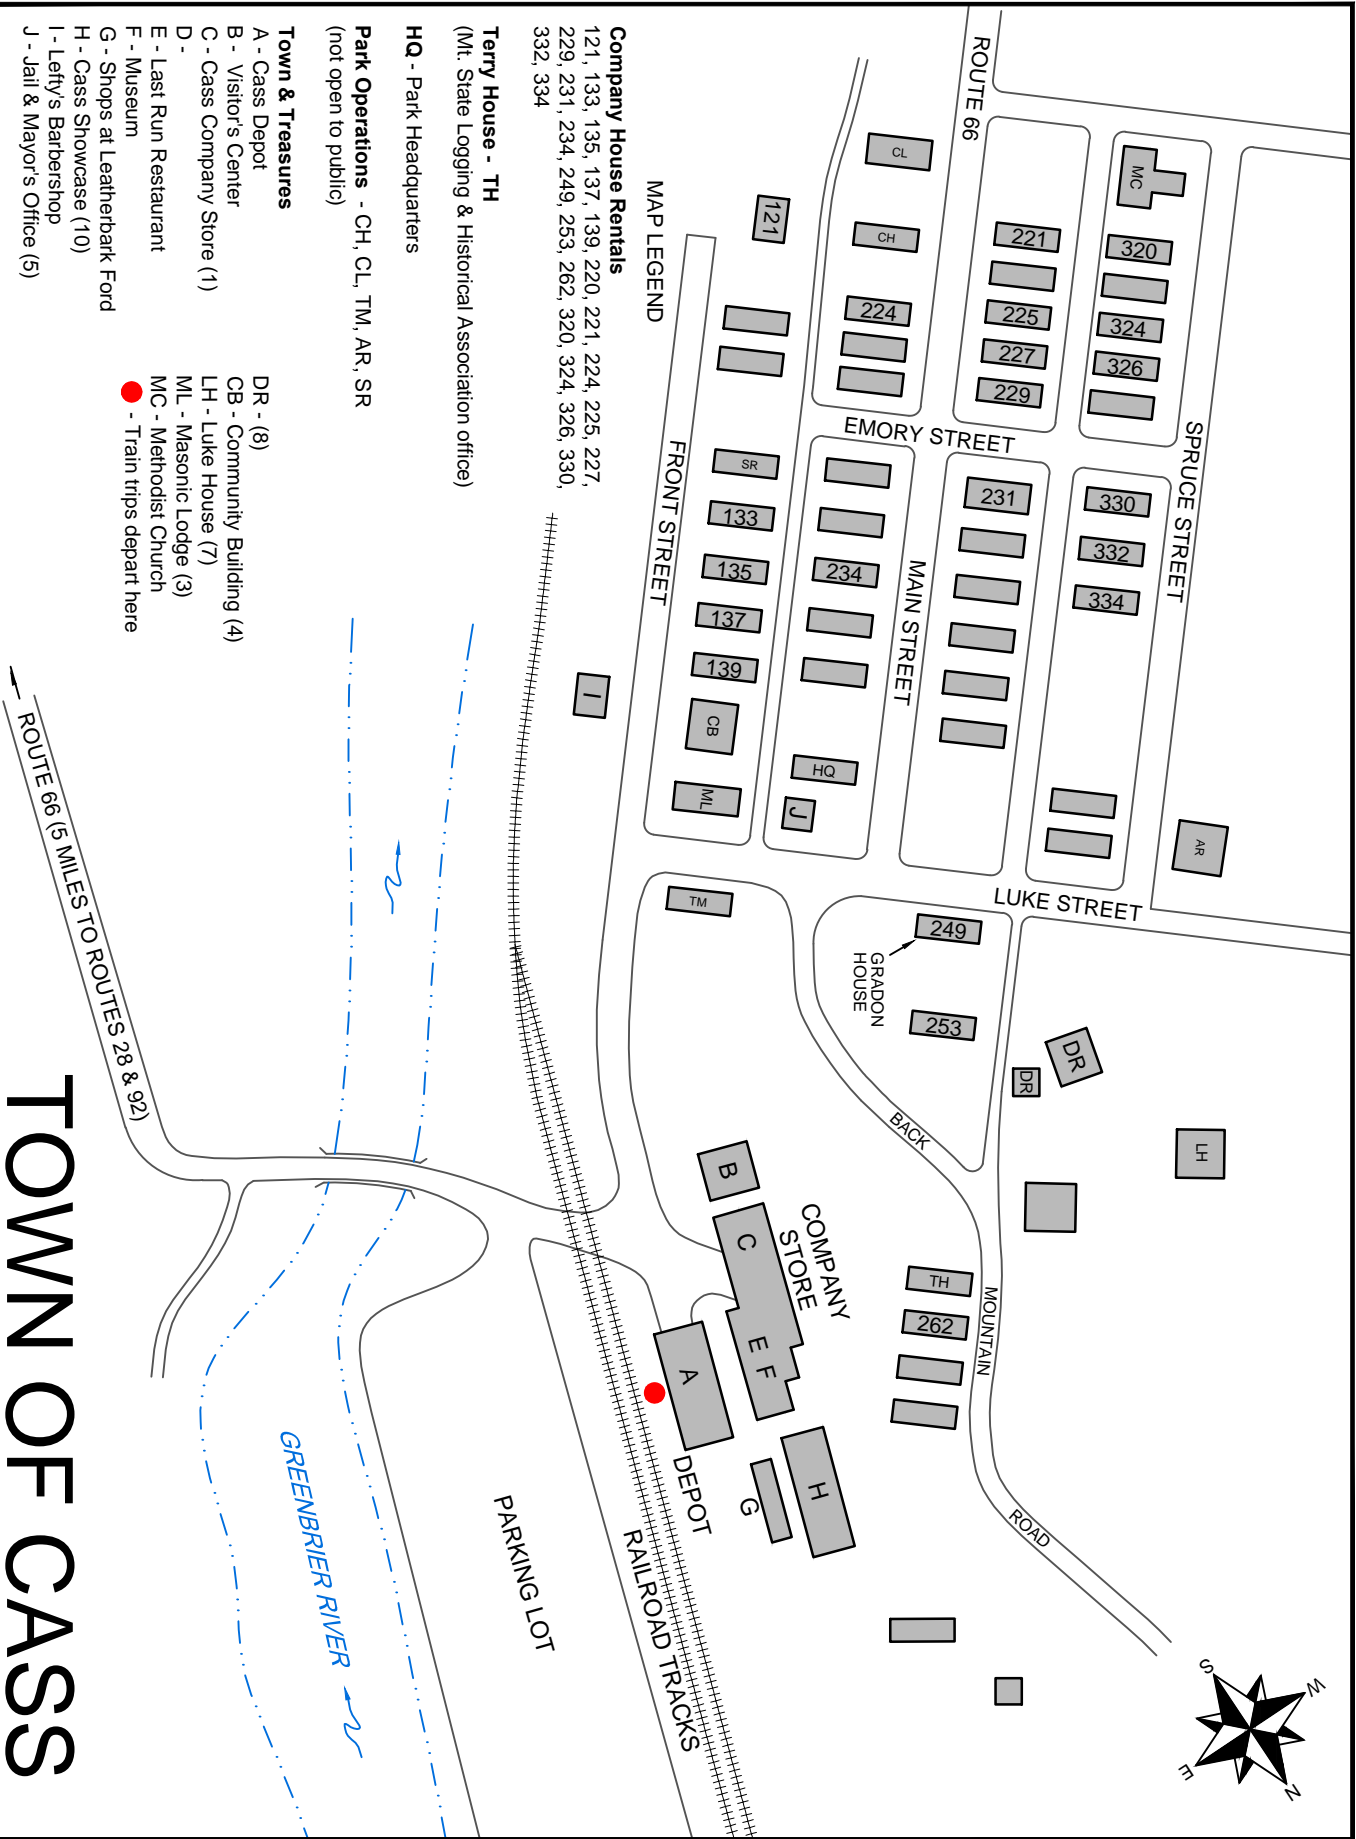 TOWN OF CASS
MAP LEGEND
Company House Rentals
121, 133, 135, 137, 139, 220, 221, 224, 225, 227,
229, 231, 234, 249, 253, 262, 320, 324, 326, 330,
332, 334
Terry House - TH
(Mt. State Logging & Historical Association office)
HQ - Park Headquarters
Park Operations - CH, CL, TM, AR, SR
(not open to public)
Town & Treasures
A - Cass Depot
B - Visitor's Center
C - Cass Company Store (1)
D -
E - Last Run Restaurant
F - Museum
G - Shops at Leatherbark Ford
H - Cass Showcase (10)
I - Lefty's Barbershop
J - Jail & Mayor's Office (5)
DR - (8)
CB - Community Building (4)
LH - Luke House (7)
ML - Masonic Lodge (3)
MC - Methodist Church
- Train trips depart here
MC
320
324
326
SPRUCE STREET
330
332
334
AR
ROUTE 66
221
225
227
229
EMORY STREET
231
LUKE STREET
CL
CH
224
MAIN STREET
234
HQ
J
121
SR
133
135
137
139
CB
ML
TM
FRONT STREET
I
249
GRADON
HOUSE
253
DR
DR
LH
BACK
MOUNTAIN
ROAD
TH
262
COMPANY
STORE
B
C
E
F
A
DEPOT
G
H
RAILROAD TRACKS
PARKING LOT
GREENBRIER RIVER
ROUTE 66 (5 MILES TO ROUTES 28 & 92)
N
E
S
W